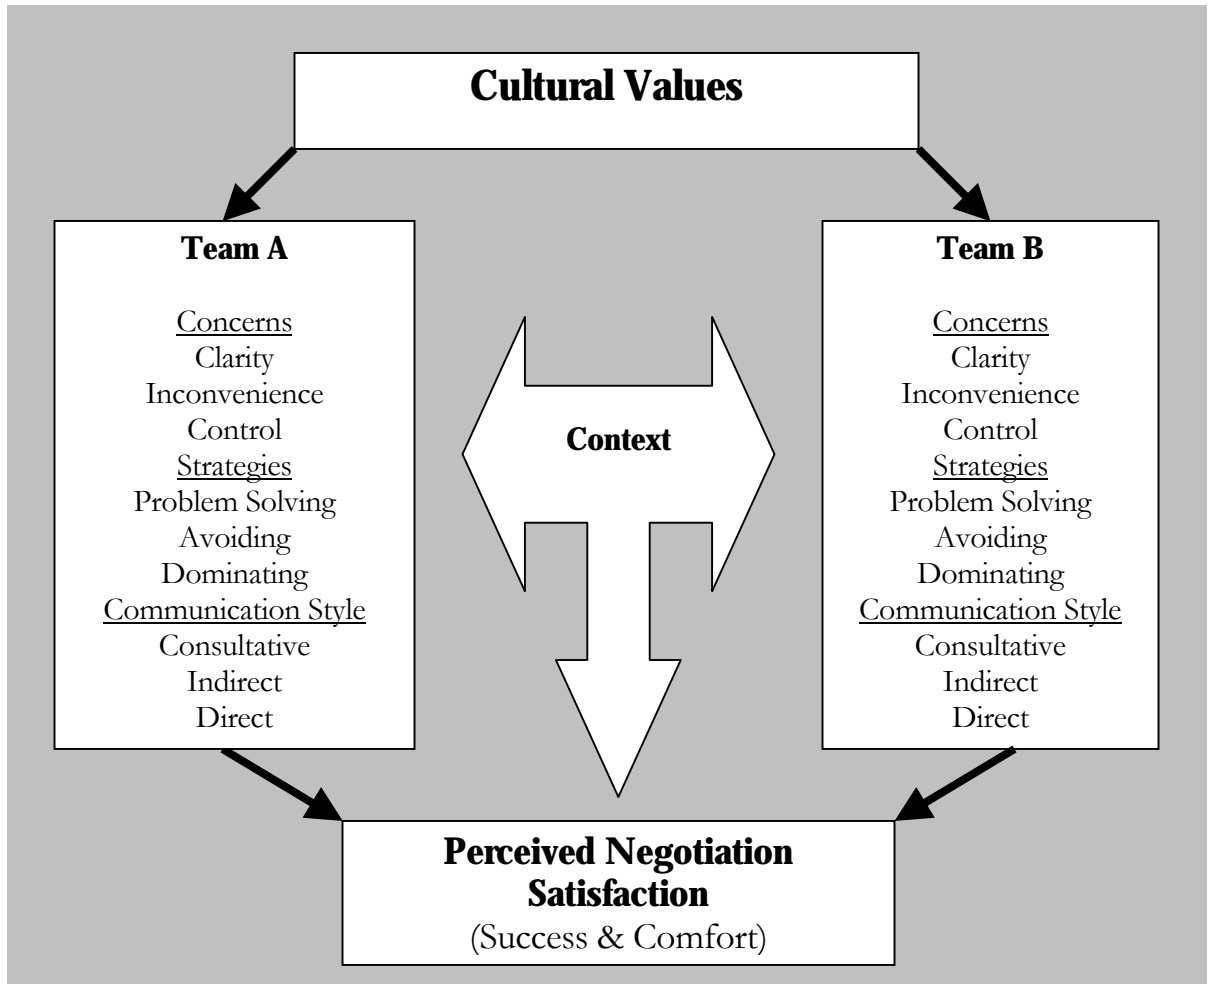 Cultural Values
Team A
Concerns
Clarity
Inconvenience
Control
Strategies
Problem Solving
Avoiding
Dominating
Communication Style
Consultative
Indirect
Direct
Context
Team B
Concerns
Clarity
Inconvenience
Control
Strategies
Problem Solving
Avoiding
Dominating
Communication Style
Consultative
Indirect
Direct
Perceived Negotiation
Satisfaction
(Success & Comfort)